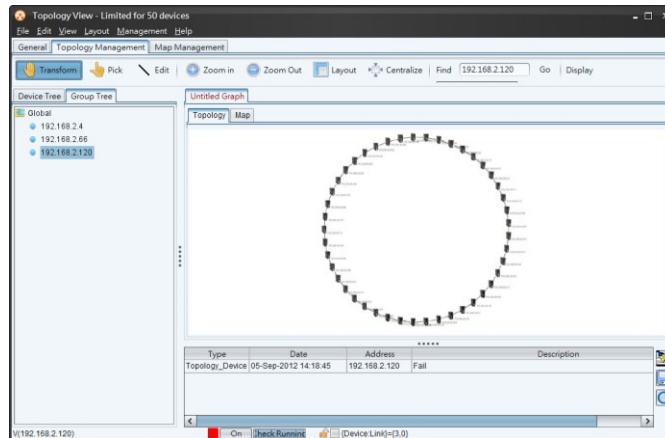 Topology View - Limited for 50 devices
File Edit View Layout Management Help
General Topology Management Map Management
Transform Pick Edit Zoom in Zoom Out Layout Centralize Find 192.168.2.120 Go Display
Device Tree Group Tree
Untitled Graph
Global
Topology Map
192.168.2.4
192.168.2.66
192.168.2.120
Type Date Address Description
Topology_Device 05-Sep-2012 14:18:45 192.168.2.120 Fail
V(192.168.2.120) On Check Running (Device:Link)=(3,0)